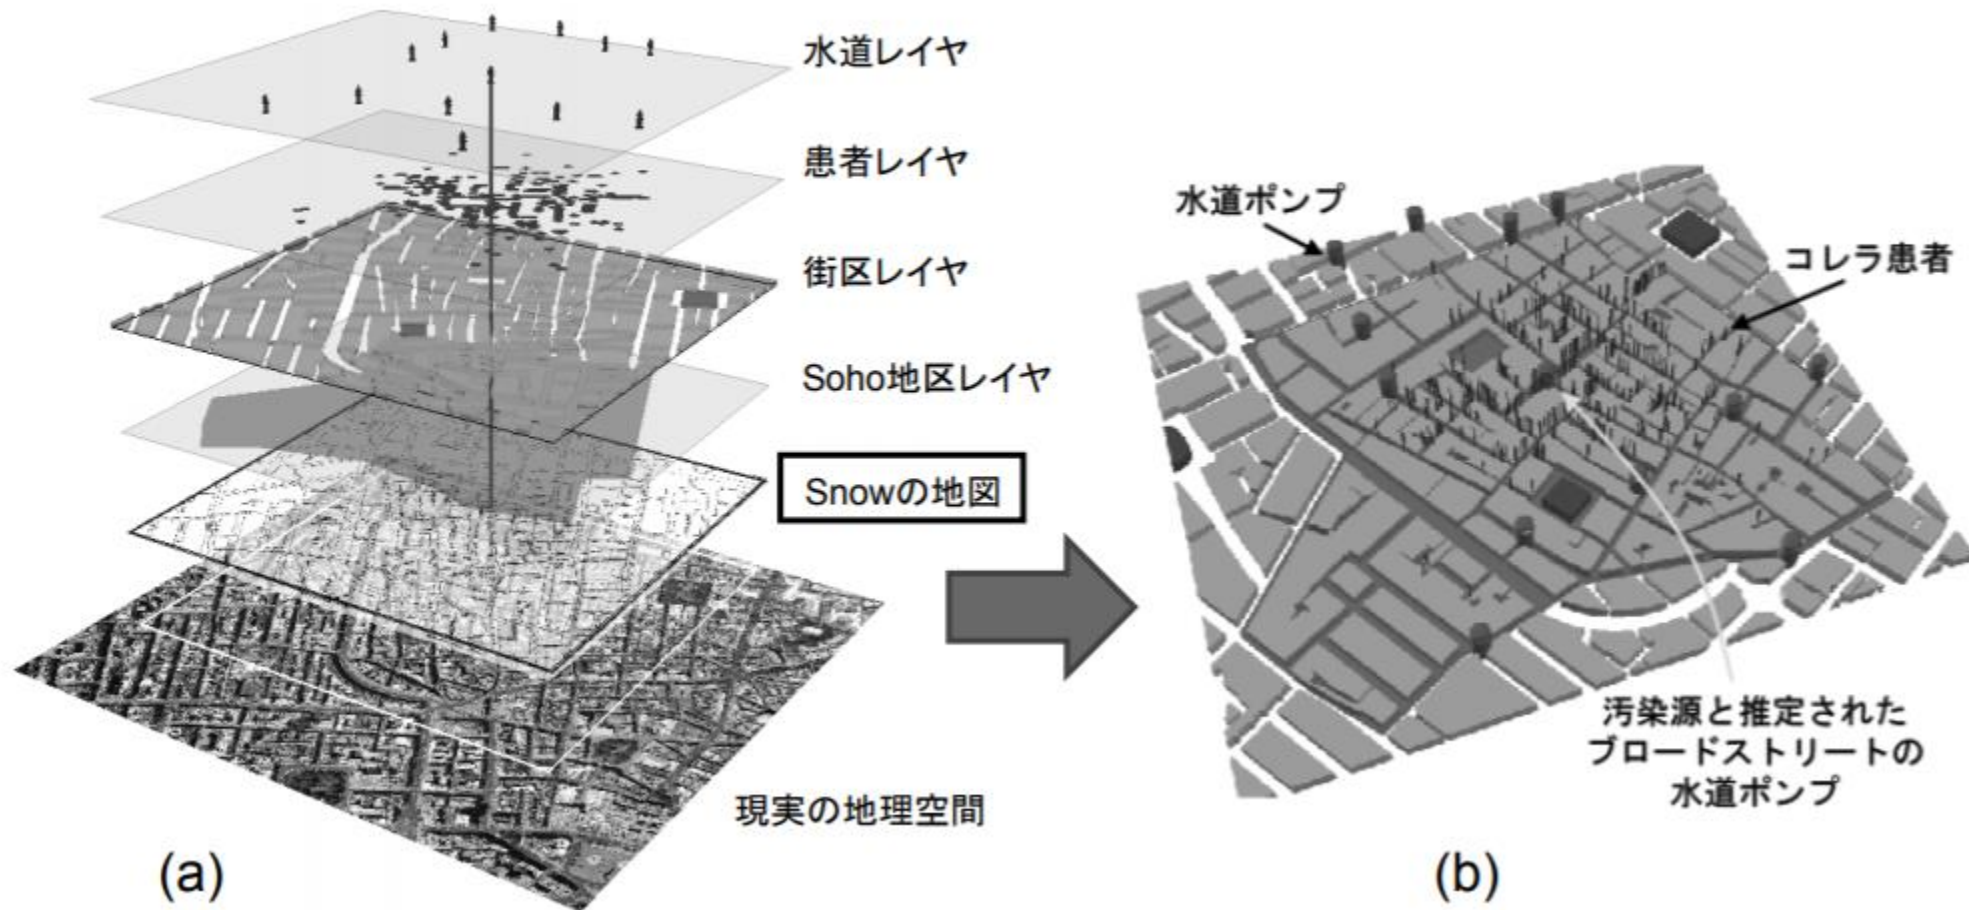 水道レイヤ
患者レイヤ
街区レイヤ
Soho地区レイヤ
Snowの地図
現実の地理空間
(a)
水道ポンプ
コレラ患者
汚染源と推定された
ブロードストリートの
水道ポンプ
(b)